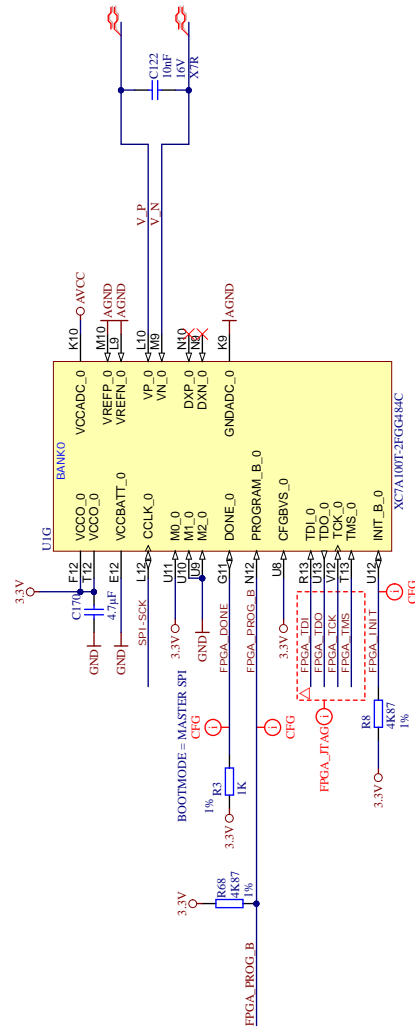 C122
10nF
16V
X7R
V_P
V_N
AVCC
AGND
AGND
AGND
K10
M10
L9
L10
M9
N10
N9
K9
VCCADC_0
VREFP_0
VREFN_0
VP_0
VN_0
DXP_0
DXN_0
GNDADC_0
U1G
BANK0
XC7A100T-2FGG484C
VCCO_0
VCCO_0
VCCBATT_0
CCLK_0
M0_0
M1_0
M2_0
DONE_0
PROGRAM_B_0
CFGBVS_0
TDI_0
TDO_0
TCK_0
TMS_0
INIT_B_0
F12
T12
E12
L12
U11
U10
U9
G11
N12
U8
R13
U13
V12
T13
U12
3.3V
C170
4.7µF
GND
GND
SPI-SCK
3.3V
GND
FPGA_DONE
FPGA_PROG_B
3.3V
FPGA_TDI
FPGA_TDO
FPGA_TCK
FPGA_TMS
FPGA_INIT
i
CFG
BOOTMODE = MASTER SPI
i
CFG
i
CFG
i
FPGA_JTAG
R3
1K
1%
3.3V
R8
4K87
1%
3.3V
R68
4K87
1%
3.3V
FPGA_PROG_B